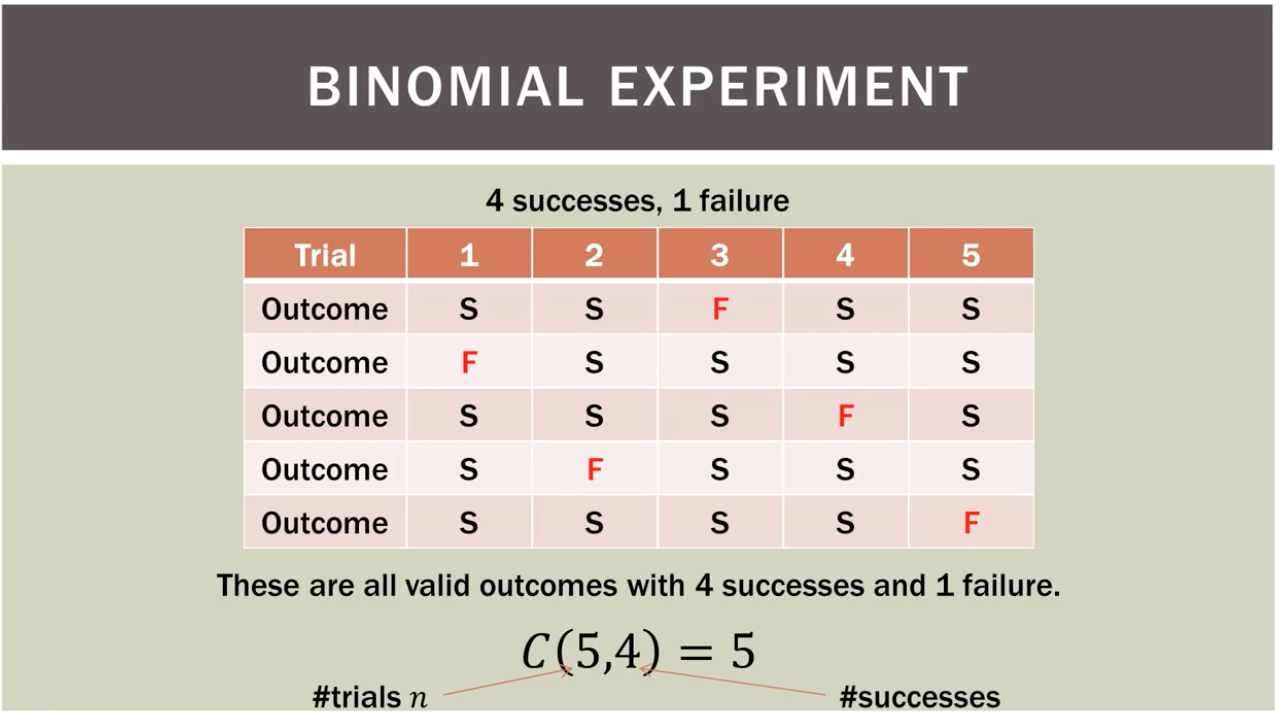 BINOMIAL EXPERIMENT
4 successes, 1 failure
Trial 1 2 3 4 5
Outcome S S F S S
Outcome F S S S S
Outcome S S S F S
Outcome S F S S S
Outcome S S S S F
These are all valid outcomes with 4 successes and 1 failure.
C(5,4) = 5
#trials n #successes